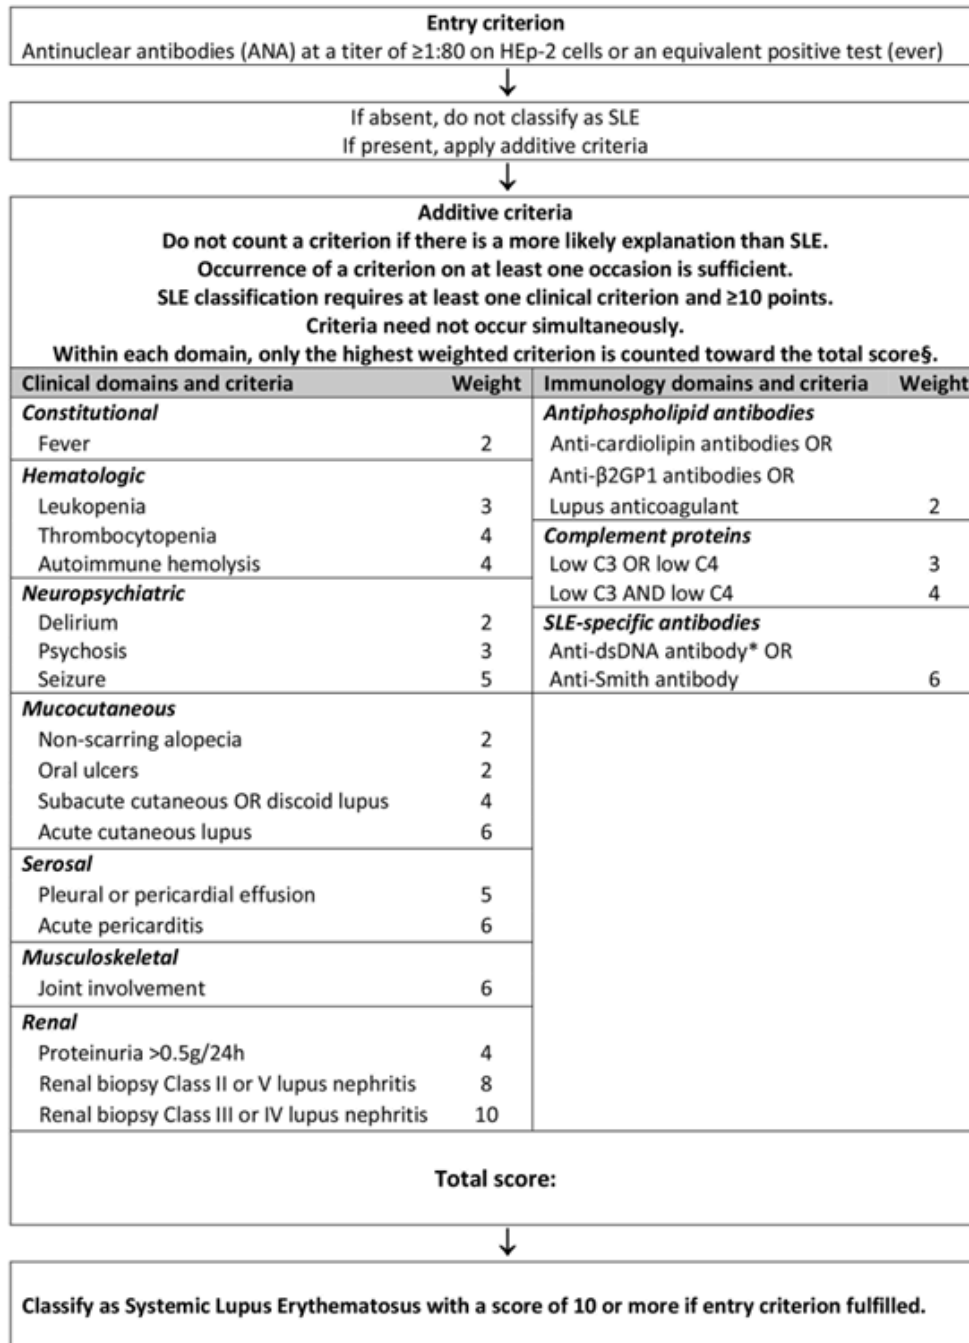 Entry criterion
Antinuclear antibodies (ANA) at a titer of ≥1:80 on HEp-2 cells or an equivalent positive test (ever)
↓
If absent, do not classify as SLE
If present, apply additive criteria
↓
Additive criteria
Do not count a criterion if there is a more likely explanation than SLE.
Occurrence of a criterion on at least one occasion is sufficient.
SLE classification requires at least one clinical criterion and ≥10 points.
Criteria need not occur simultaneously.
Within each domain, only the highest weighted criterion is counted toward the total score§.
Clinical domains and criteria Weight
Constitutional
Fever 2
Hematologic
Leukopenia 3
Thrombocytopenia 4
Autoimmune hemolysis 4
Neuropsychiatric
Delirium 2
Psychosis 3
Seizure 5
Mucocutaneous
Non-scarring alopecia 2
Oral ulcers 2
Subacute cutaneous OR discoid lupus 4
Acute cutaneous lupus 6
Serosal
Pleural or pericardial effusion 5
Acute pericarditis 6
Musculoskeletal
Joint involvement 6
Renal
Proteinuria >0.5g/24h 4
Renal biopsy Class II or V lupus nephritis 8
Renal biopsy Class III or IV lupus nephritis 10
Immunology domains and criteria Weight
Antiphospholipid antibodies
Anti-cardiolipin antibodies OR
Anti-β2GP1 antibodies OR
Lupus anticoagulant 2
Complement proteins
Low C3 OR low C4 3
Low C3 AND low C4 4
SLE-specific antibodies
Anti-dsDNA antibody* OR
Anti-Smith antibody 6
Total score:
↓
Classify as Systemic Lupus Erythematosus with a score of 10 or more if entry criterion fulfilled.